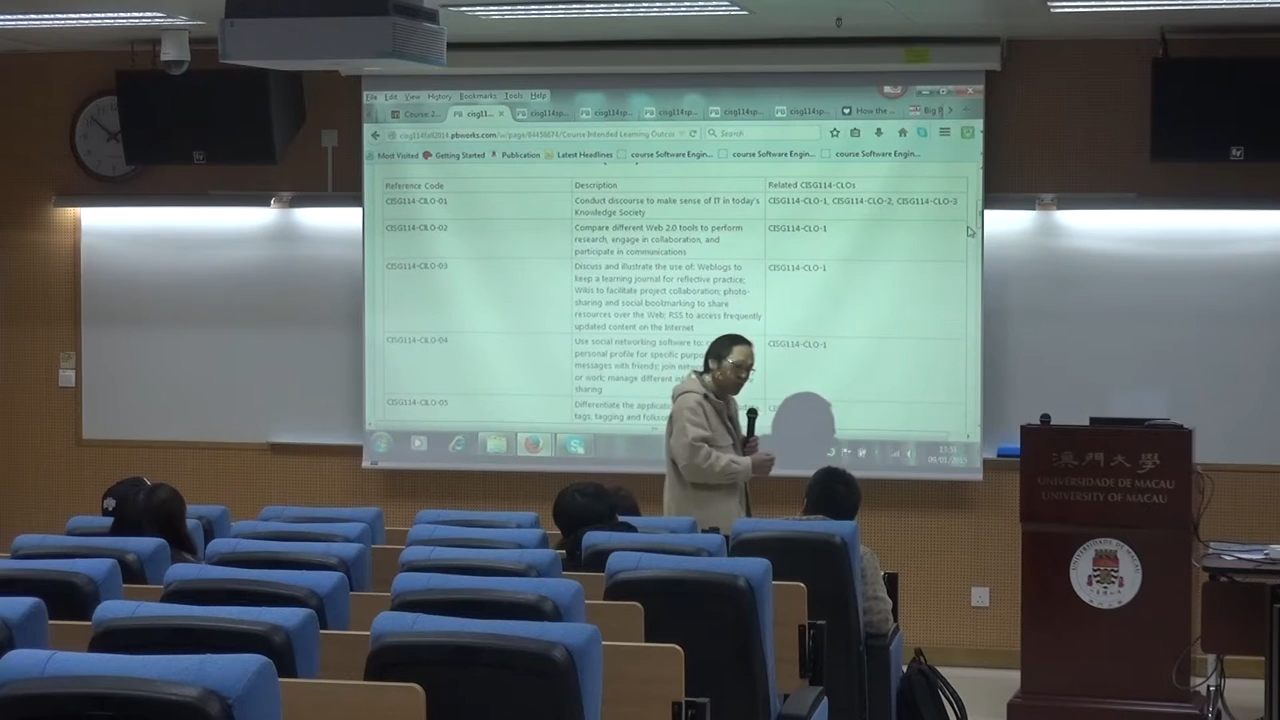 File Edit View History Bookmarks Tools Help
Course: 2... cisg11... cisg114sp... cisg114sp... cisg114sp... cisg114sp... cisg114sp... How the ... Big P
cisg114fall2014.pbworks.com/w/page/84456674/Course Intended Learning Outco Search
Most Visited Getting Started Publication Latest Headlines course Software Engin... course Software Engin... course Software Engin...
Reference Code Description Related CISG114-CLOs
CISG114-CILO-01 Conduct discourse to make sense of IT in today's CISG114-CLO-1, CISG114-CLO-2, CISG114-CLO-3
Knowledge Society
CISG114-CILO-02 Compare different Web 2.0 tools to perform CISG114-CLO-1
research, engage in collaboration, and
participate in communications
CISG114-CILO-03 Discuss and illustrate the use of: Weblogs to CISG114-CLO-1
keep a learning journal for reflective practice;
Wikis to facilitate project collaboration; photo-
sharing and social bookmarking to share
resources over the Web; RSS to access frequently
updated content on the Internet
CISG114-CILO-04 Use social networking software to: CISG114-CLO-1
personal profile for specific
messages with friends; join
or work; manage different
sharing
CISG114-CILO-05 Differentiate the
tags, tagging and
澳門大學
UNIVERSIDADE DE MACAU
UNIVERSITY OF MACAU